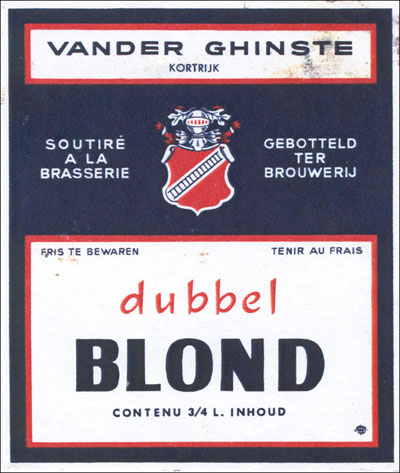 VANDER GHINSTE
KORTRIJK
SOUTIRÉ
A LA
BRASSERIE
GEBOTTELD
TER
BROUWERIJ
FRIS TE BEWAREN
TENIR AU FRAIS
dubbel
BLOND
CONTENU 3/4 L. INHOUD